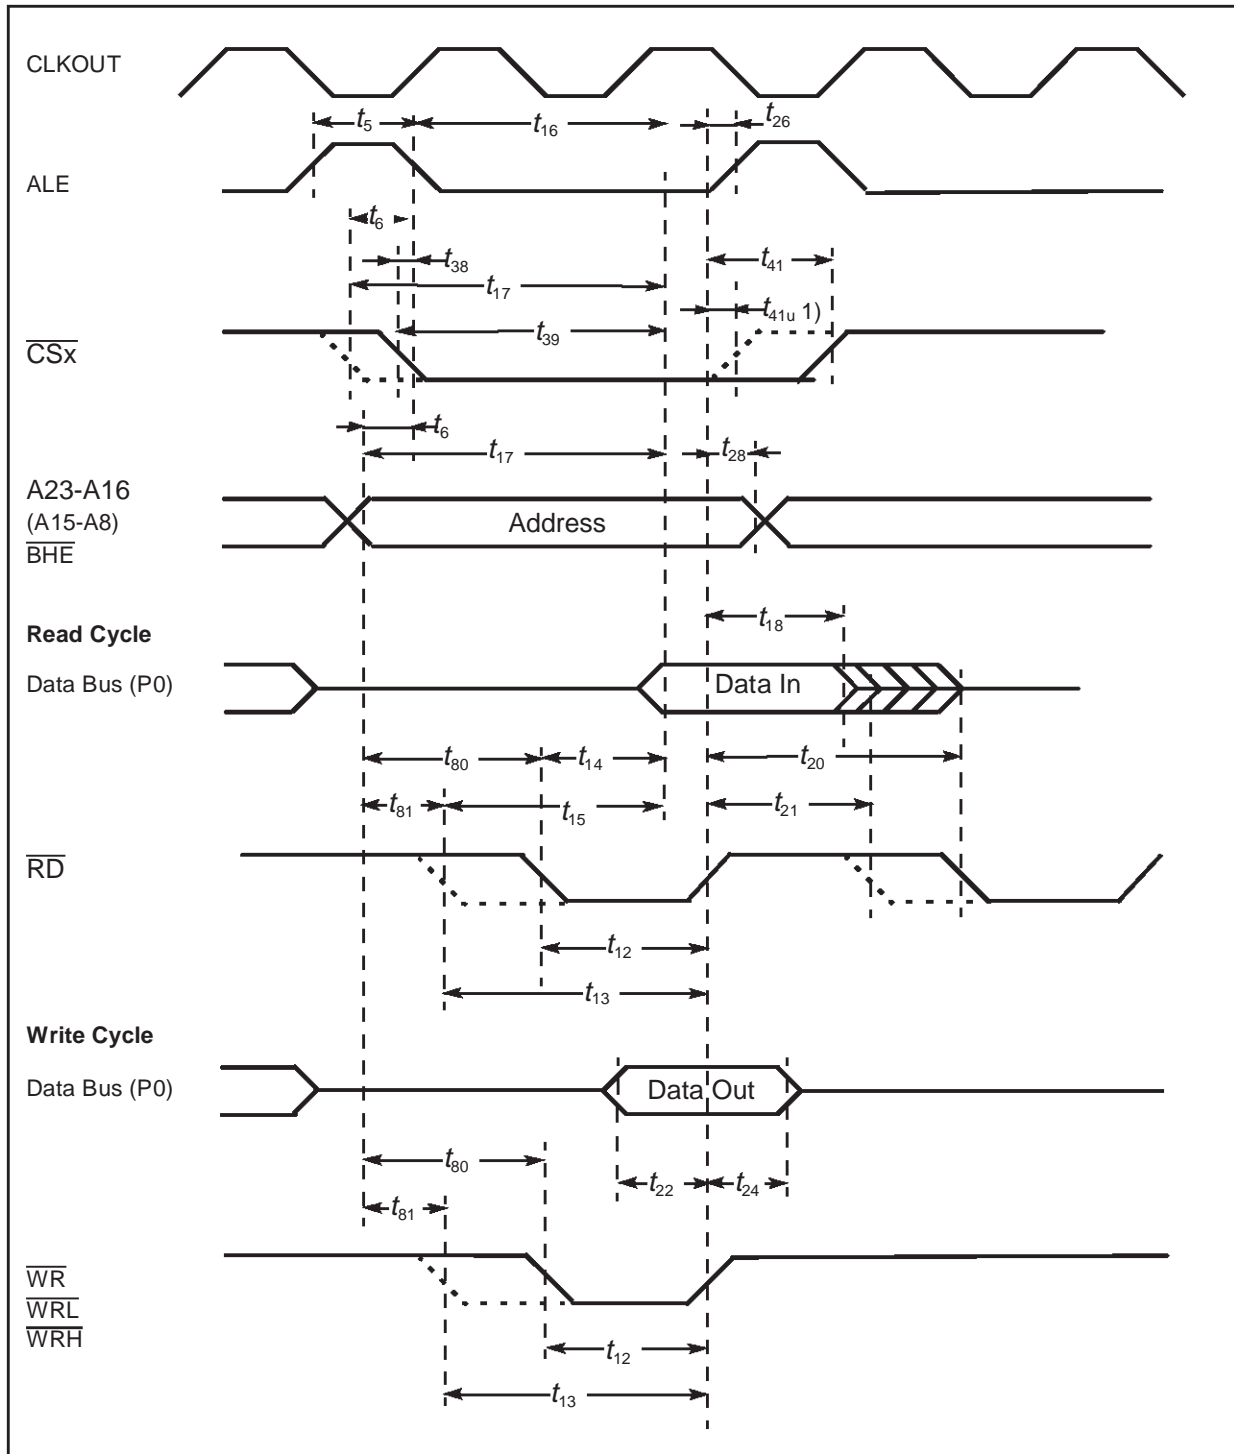 CLKOUT
t5 t16 t26
ALE
t6
t38 t41
t17
t41u 1)
t39
CSx
t6
t17 t28
A23-A16
(A15-A8) Address
BHE
t18
Read Cycle
Data Bus (P0) Data In
t80 t14 t20
t81 t15 t21
RD
t12
t13
Write Cycle
Data Bus (P0) Data Out
t80
t22 t24
t81
WR
WRL
WRH
t12
t13